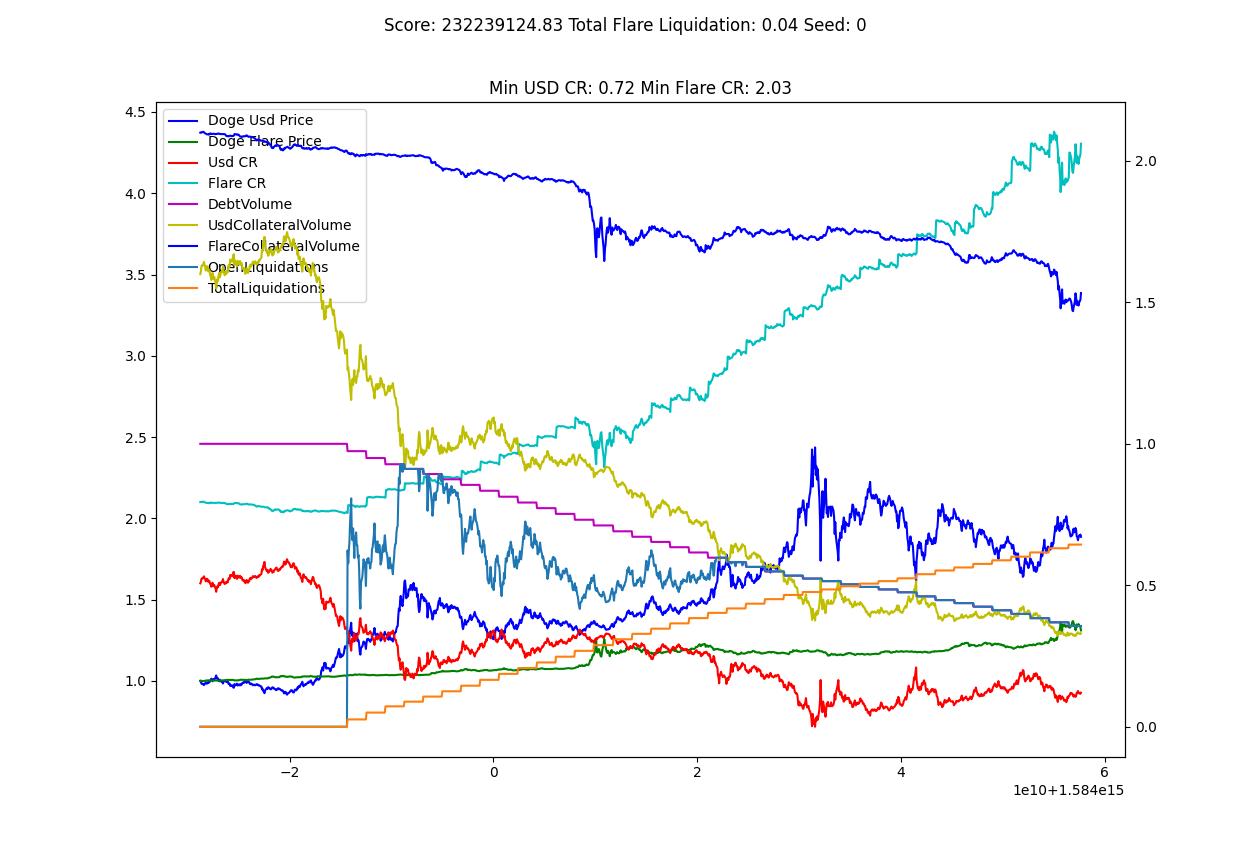 Score: 232239124.83 Total Flare Liquidation: 0.04 Seed: 0
Min USD CR: 0.72 Min Flare CR: 2.03
Doge Usd Price
Doge Flare Price
Usd CR
Flare CR
DebtVolume
UsdCollateralVolume
FlareCollateralVolume
OpenLiquidations
TotalLiquidations
4.5
4.0
3.5
3.0
2.5
2.0
1.5
1.0
2.0
1.5
1.0
0.5
0.0
−2
0
2
4
6
1e10+1.584e15